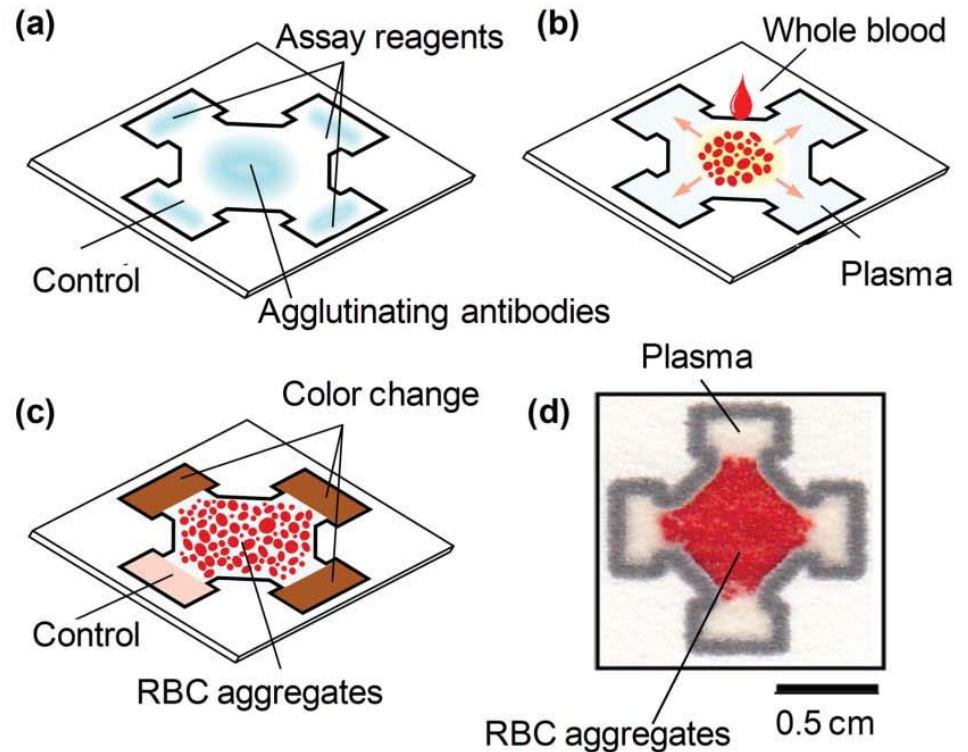 (a)
Assay reagents
Control
Agglutinating antibodies
(b)
Whole blood
Plasma
(c)
Color change
Control
RBC aggregates
(d)
Plasma
RBC aggregates
0.5 cm